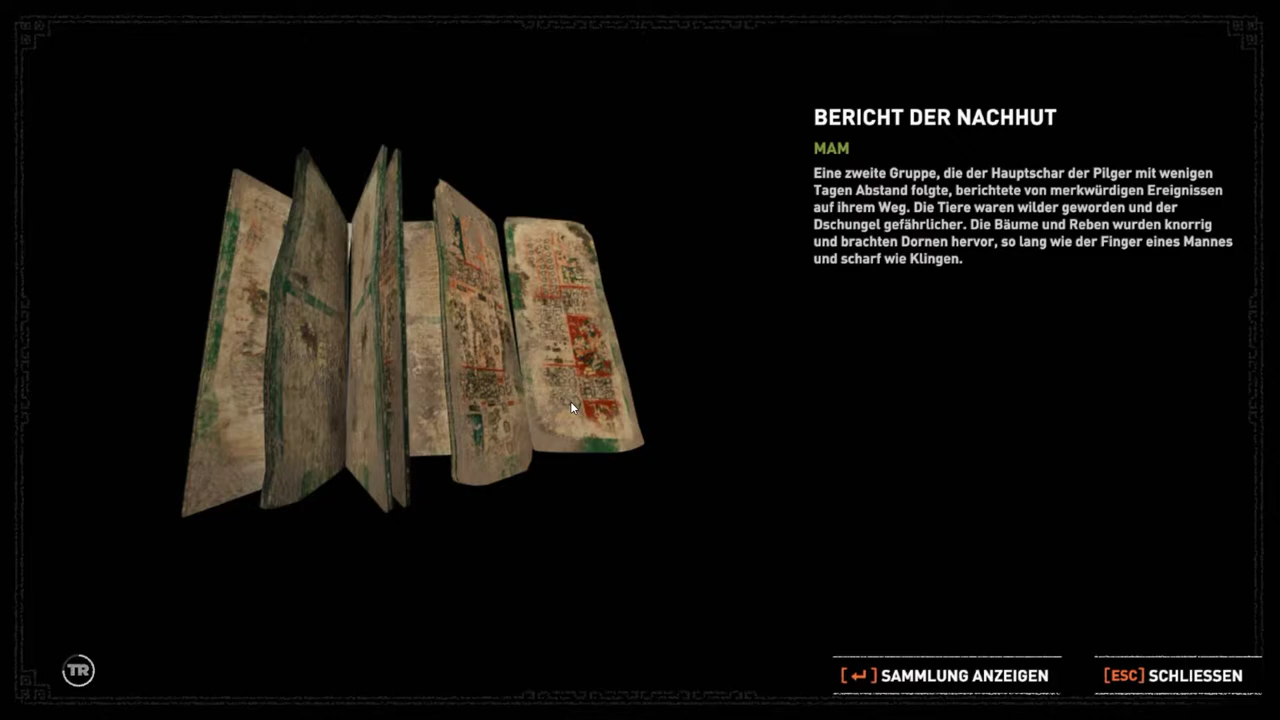 BERICHT DER NACHHUT
MAM
Eine zweite Gruppe, die der Hauptschar der Pilger mit wenigen
Tagen Abstand folgte, berichtete von merkwürdigen Ereignissen
auf ihrem Weg. Die Tiere waren wilder geworden und der
Dschungel gefährlicher. Die Bäume und Reben wurden knorrig
und brachten Dornen hervor, so lang wie der Finger eines Mannes
und scharf wie Klingen.
TR
[↵] SAMMLUNG ANZEIGEN
[ESC] SCHLIESSEN